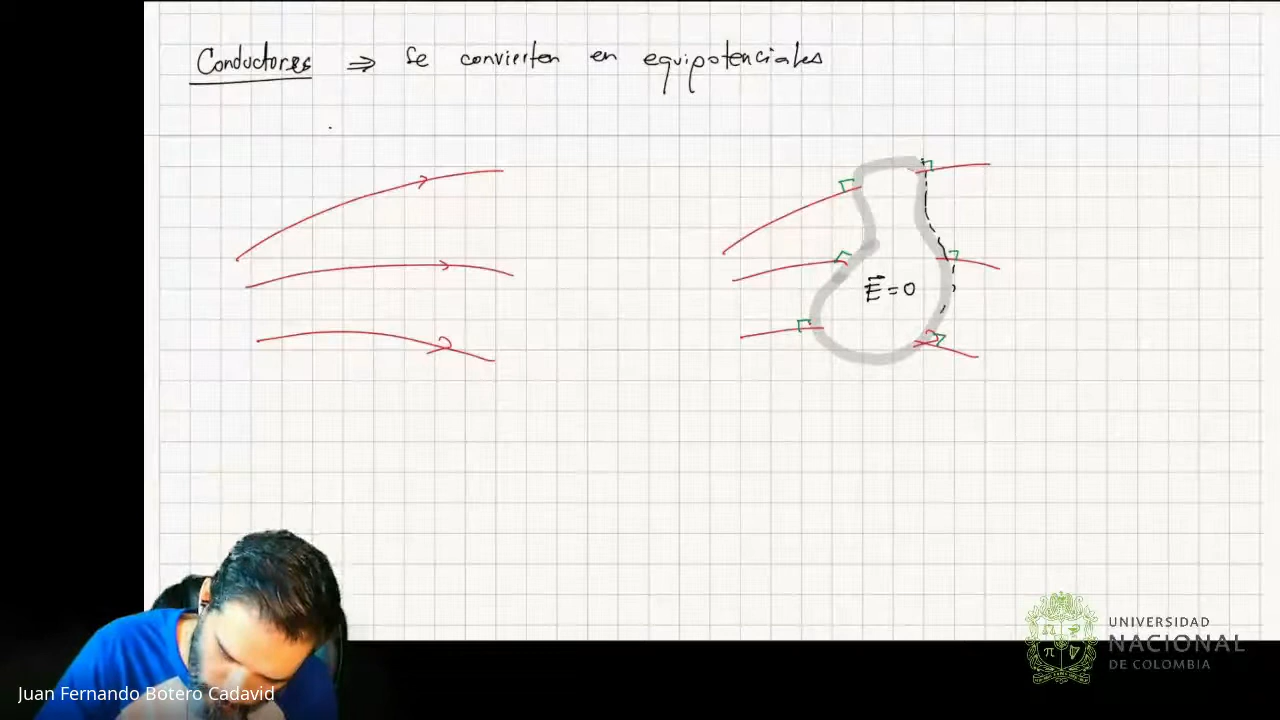 Conductores ⇒ Se convierten en equipotenciales
E⃗ = 0
UNIVERSIDAD
NACIONAL
DE COLOMBIA
Juan Fernando Botero Cadavid